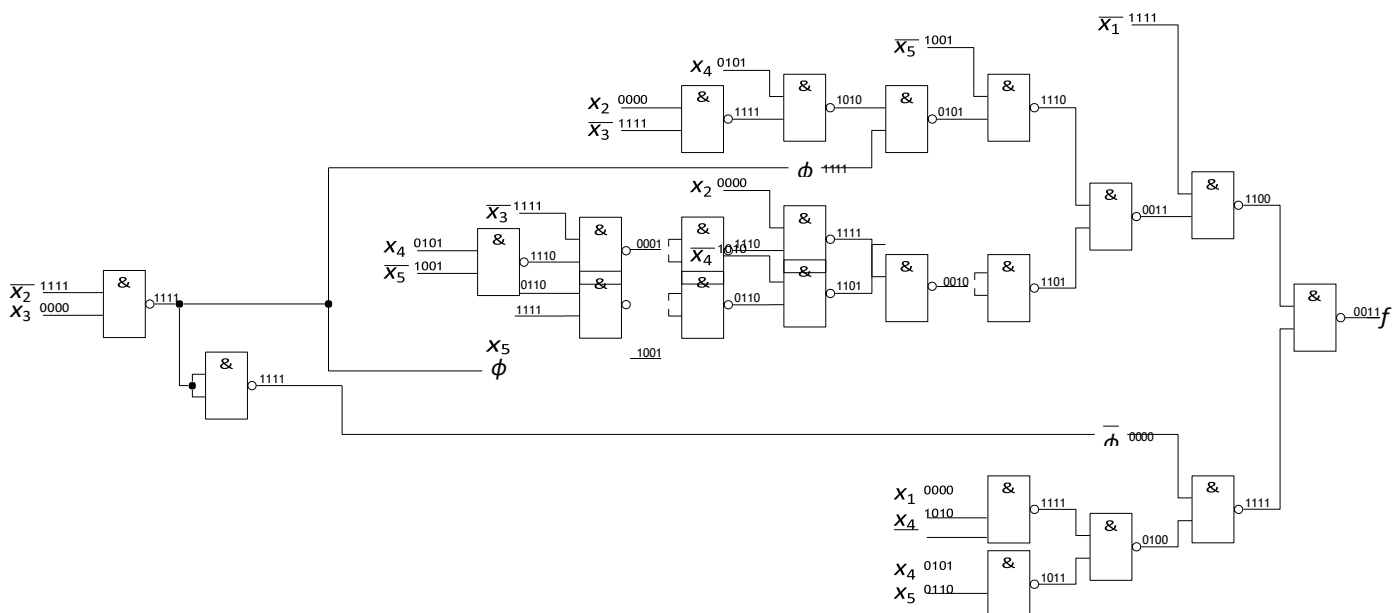 x̅1 1111
x̅5 1001
x4 0101
&
&
&
&
x2 0000
1111
1010
0101
1110
x̅3 1111
ϕ 1111
&
&
x2 0000
1100
x̅3 1111
0011
&
&
&
1111
x4 0101
0001
1110
&
1110
x̅4 1010
x̅5 1001
&
&
&
&
&
&
x̅2 1111
0110
1111
0110
1101
0010
1101
&
x3 0000
1111
0011 f
x5
1001
ϕ
&
1111
ϕ̅ 0000
&
&
x1 0000
1111
1111
x4 1010
&
0100
&
x4 0101
1011
x5 0110